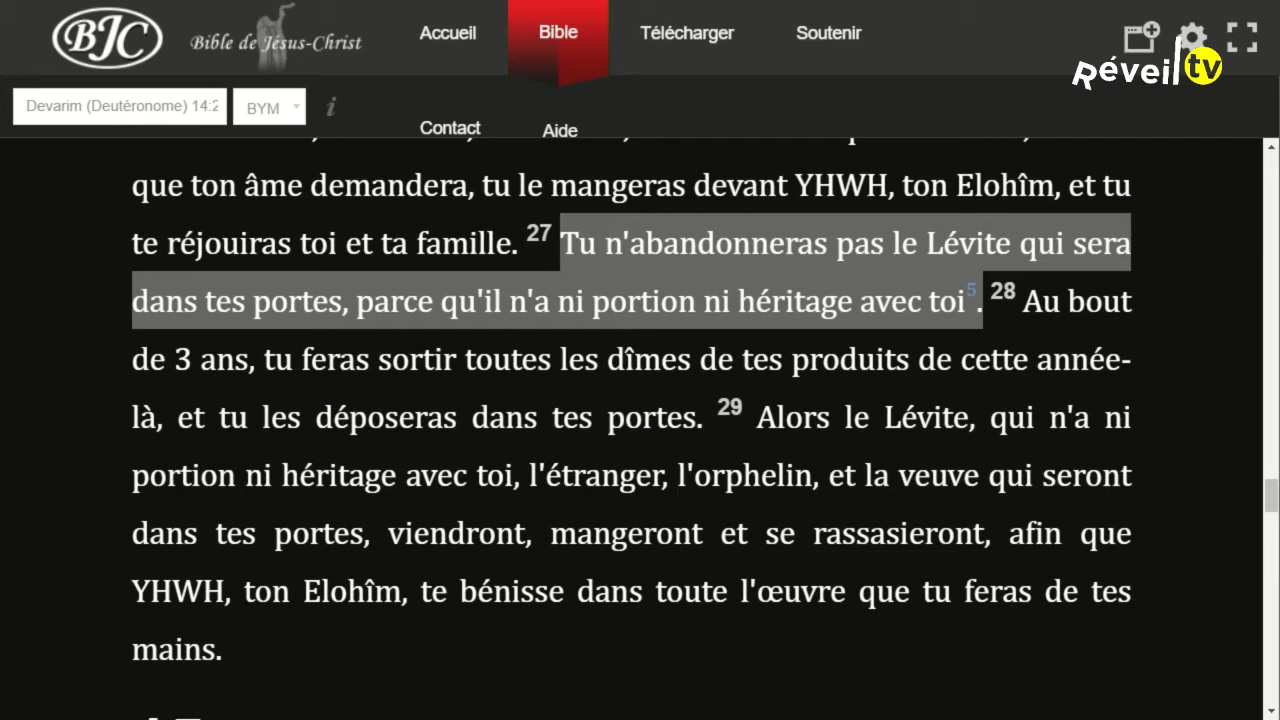 BJC
Bible de Jésus-Christ
Accueil
Bible
Télécharger
Soutenir
Réveil tv
Devarim (Deutéronome) 14:2
BYM
i
Contact
Aide
que ton âme demandera, tu le mangeras devant YHWH, ton Elohîm, et tu
te réjouiras toi et ta famille. 27 Tu n'abandonneras pas le Lévite qui sera
dans tes portes, parce qu'il n'a ni portion ni héritage avec toi5. 28 Au bout
de 3 ans, tu feras sortir toutes les dîmes de tes produits de cette année-
là, et tu les déposeras dans tes portes. 29 Alors le Lévite, qui n'a ni
portion ni héritage avec toi, l'étranger, l'orphelin, et la veuve qui seront
dans tes portes, viendront, mangeront et se rassasieront, afin que
YHWH, ton Elohîm, te bénisse dans toute l'œuvre que tu feras de tes
mains.